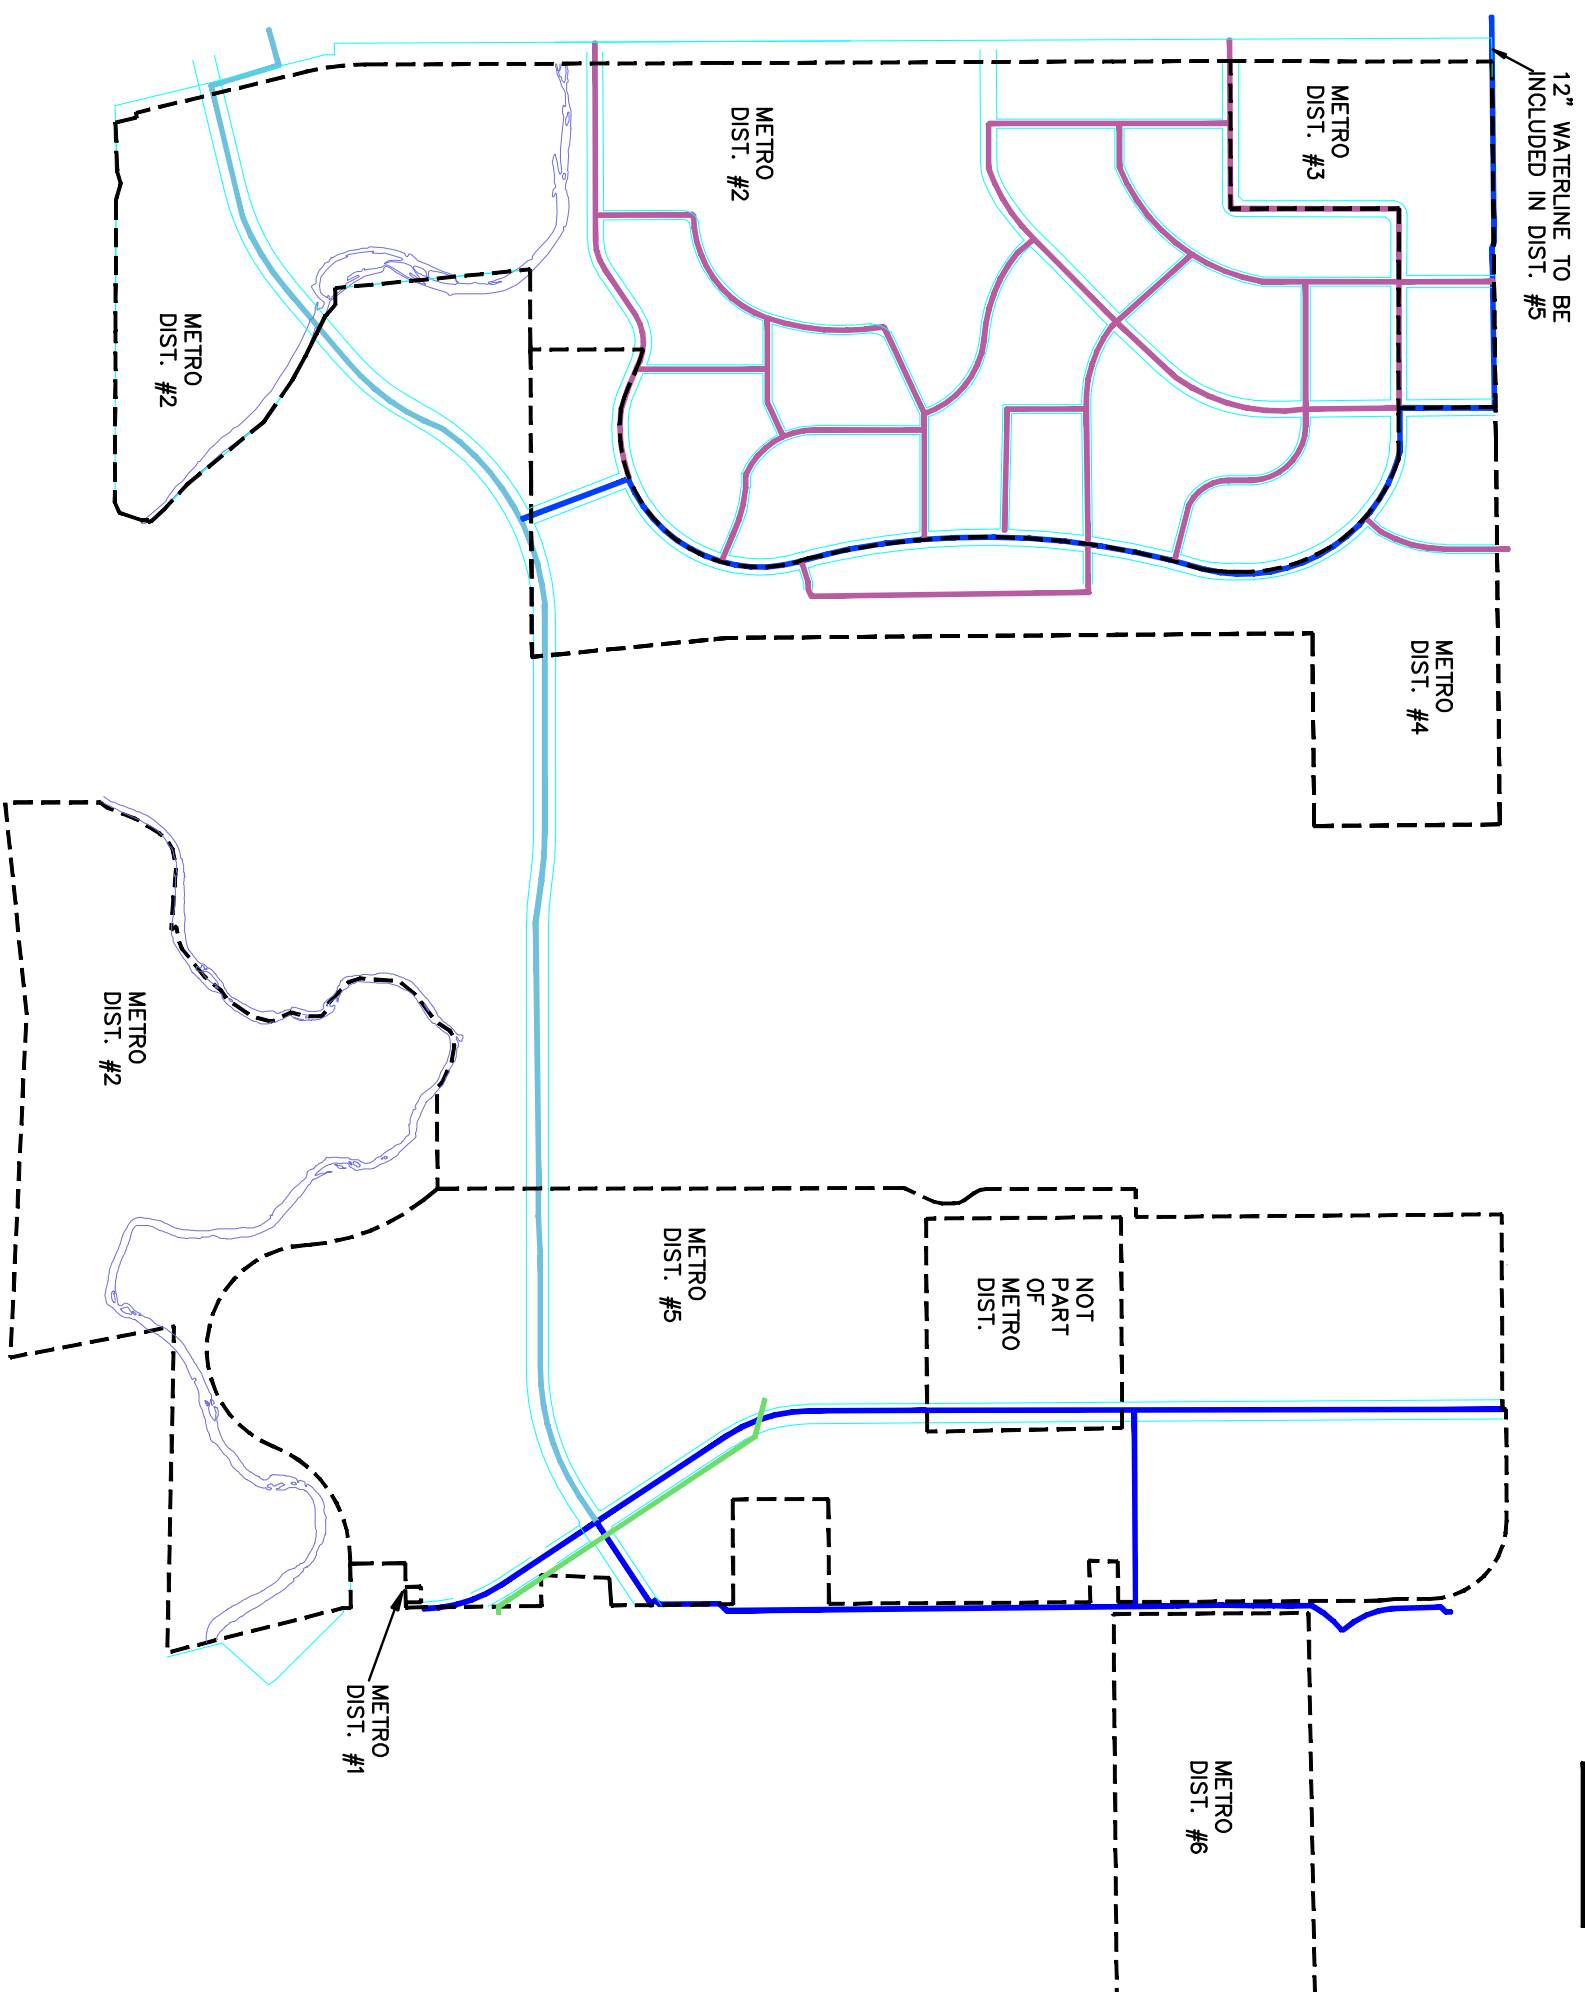 12" WATERLINE TO BE
INCLUDED IN DIST. #5
METRO
DIST. #3
METRO
DIST. #2
METRO
DIST. #2
METRO
DIST. #4
METRO
DIST. #2
METRO
DIST. #5
NOT
PART
OF
METRO
DIST.
METRO
DIST. #1
METRO
DIST. #6